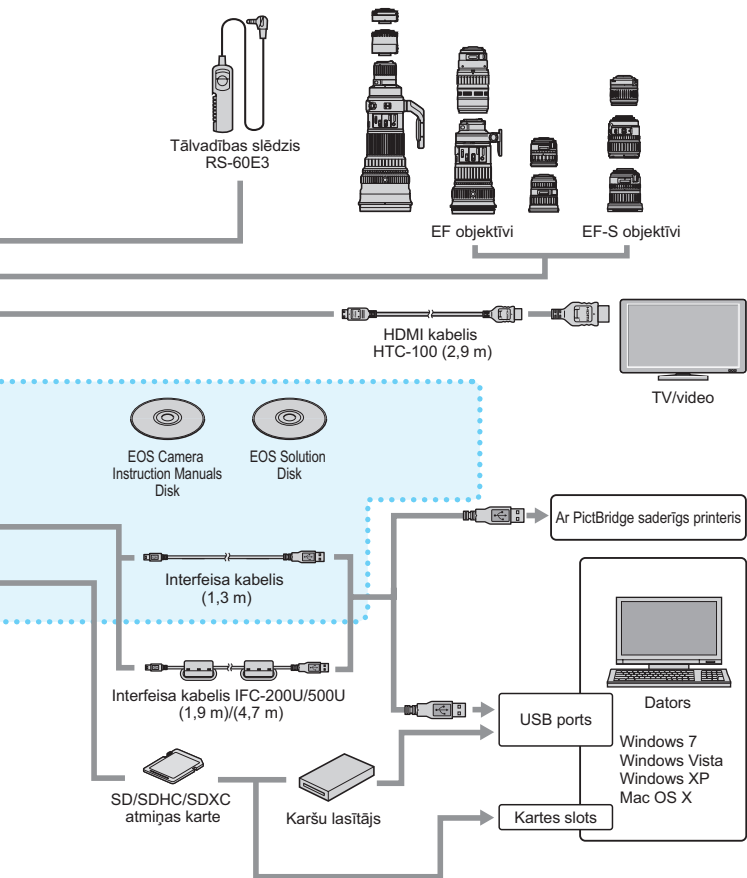 Tālvadības slēdzis
RS-60E3
EF objektīvi
EF-S objektīvi
HDMI kabelis
HTC-100 (2,9 m)
TV/video
EOS Camera
Instruction Manuals
Disk
EOS Solution
Disk
Ar PictBridge saderīgs printeris
Interfeisa kabelis
(1,3 m)
Interfeisa kabelis IFC-200U/500U
(1,9 m)/(4,7 m)
USB ports
Dators
Windows 7
Windows Vista
Windows XP
Mac OS X
SD/SDHC/SDXC
atmiņas karte
Karšu lasītājs
Kartes slots